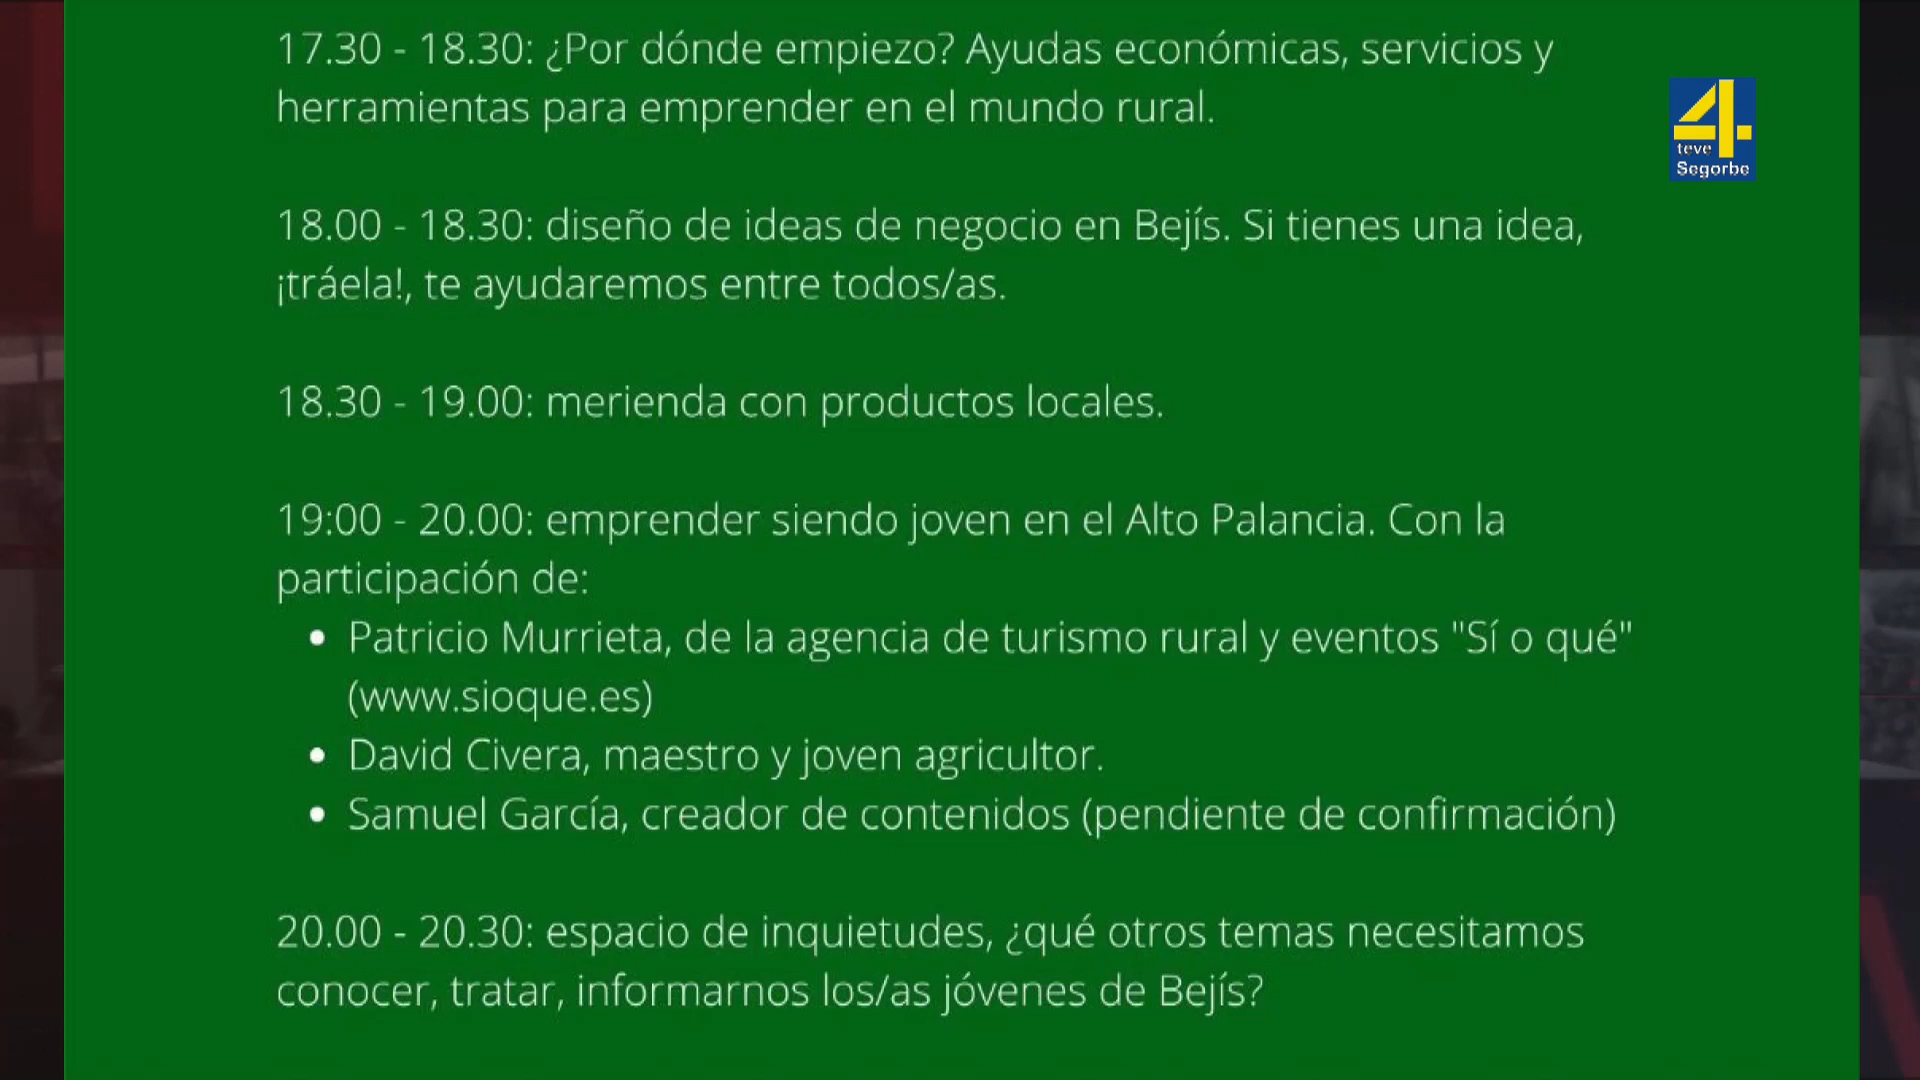 17.30 - 18.30: ¿Por dónde empiezo? Ayudas económicas, servicios y
herramientas para emprender en el mundo rural.
4
teve
Segorbe
18.00 - 18.30: diseño de ideas de negocio en Bejís. Si tienes una idea,
¡tráela!, te ayudaremos entre todos/as.
18.30 - 19.00: merienda con productos locales.
19:00 - 20.00: emprender siendo joven en el Alto Palancia. Con la
participación de:
• Patricio Murrieta, de la agencia de turismo rural y eventos "Sí o qué"
(www.sioque.es)
• David Civera, maestro y joven agricultor.
• Samuel García, creador de contenidos (pendiente de confirmación)
20.00 - 20.30: espacio de inquietudes, ¿qué otros temas necesitamos
conocer, tratar, informarnos los/as jóvenes de Bejís?